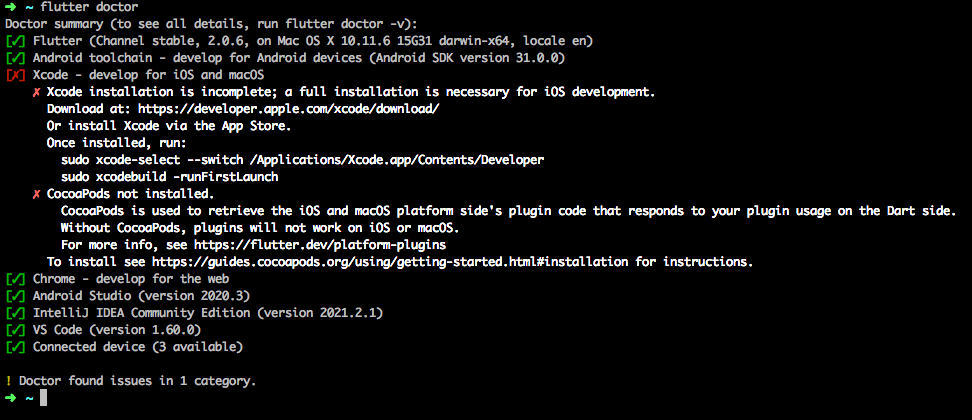 ➜ ~ flutter doctor
Doctor summary (to see all details, run flutter doctor -v):
[✓] Flutter (Channel stable, 2.0.6, on Mac OS X 10.11.6 15G31 darwin-x64, locale en)
[✓] Android toolchain - develop for Android devices (Android SDK version 31.0.0)
[✗] Xcode - develop for iOS and macOS
✗ Xcode installation is incomplete; a full installation is necessary for iOS development.
Download at: https://developer.apple.com/xcode/download/
Or install Xcode via the App Store.
Once installed, run:
sudo xcode-select --switch /Applications/Xcode.app/Contents/Developer
sudo xcodebuild -runFirstLaunch
✗ CocoaPods not installed.
CocoaPods is used to retrieve the iOS and macOS platform side's plugin code that responds to your plugin usage on the Dart side.
Without CocoaPods, plugins will not work on iOS or macOS.
For more info, see https://flutter.dev/platform-plugins
To install see https://guides.cocoapods.org/using/getting-started.html#installation for instructions.
[✓] Chrome - develop for the web
[✓] Android Studio (version 2020.3)
[✓] IntelliJ IDEA Community Edition (version 2021.2.1)
[✓] VS Code (version 1.60.0)
[✓] Connected device (3 available)
! Doctor found issues in 1 category.
➜ ~